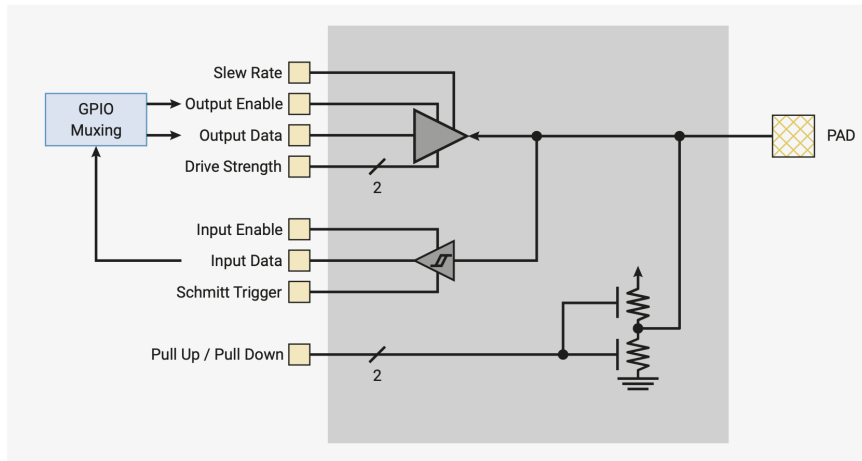 Slew Rate
GPIO
Muxing
Output Enable
Output Data
PAD
Drive Strength
2
Input Enable
Input Data
Schmitt Trigger
Pull Up / Pull Down
2